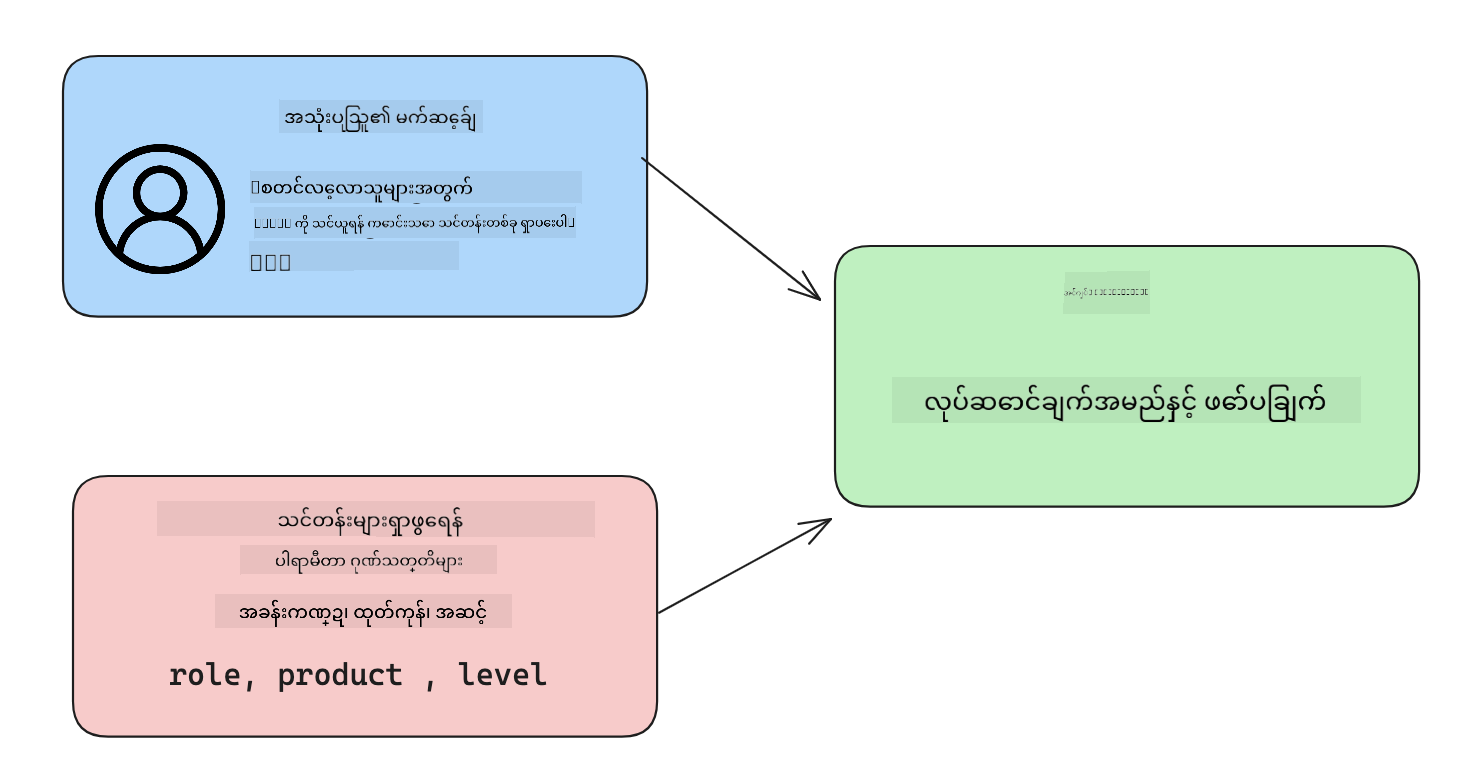 အသုံးပုသြူ၏ မက်ဆခေ့ျ်
စတင်လလေ့ာသူများအတွက်
ကို သင်ယူရန် ကောင်းသော သင်တန်းတစ်ခု ရှာပေးပါ
လုပ်ဆောင်ချက်အမည်နှင့် ဖော်ပခြျက်
သင်တန်းများရှာဖွရေန်
ပါရာမီတာ ဂုဏ်သတ္တိများ
အခန်းကဏ္ဍ၊ ထုတ်ကုန်၊ အဆင့်
role, product , level